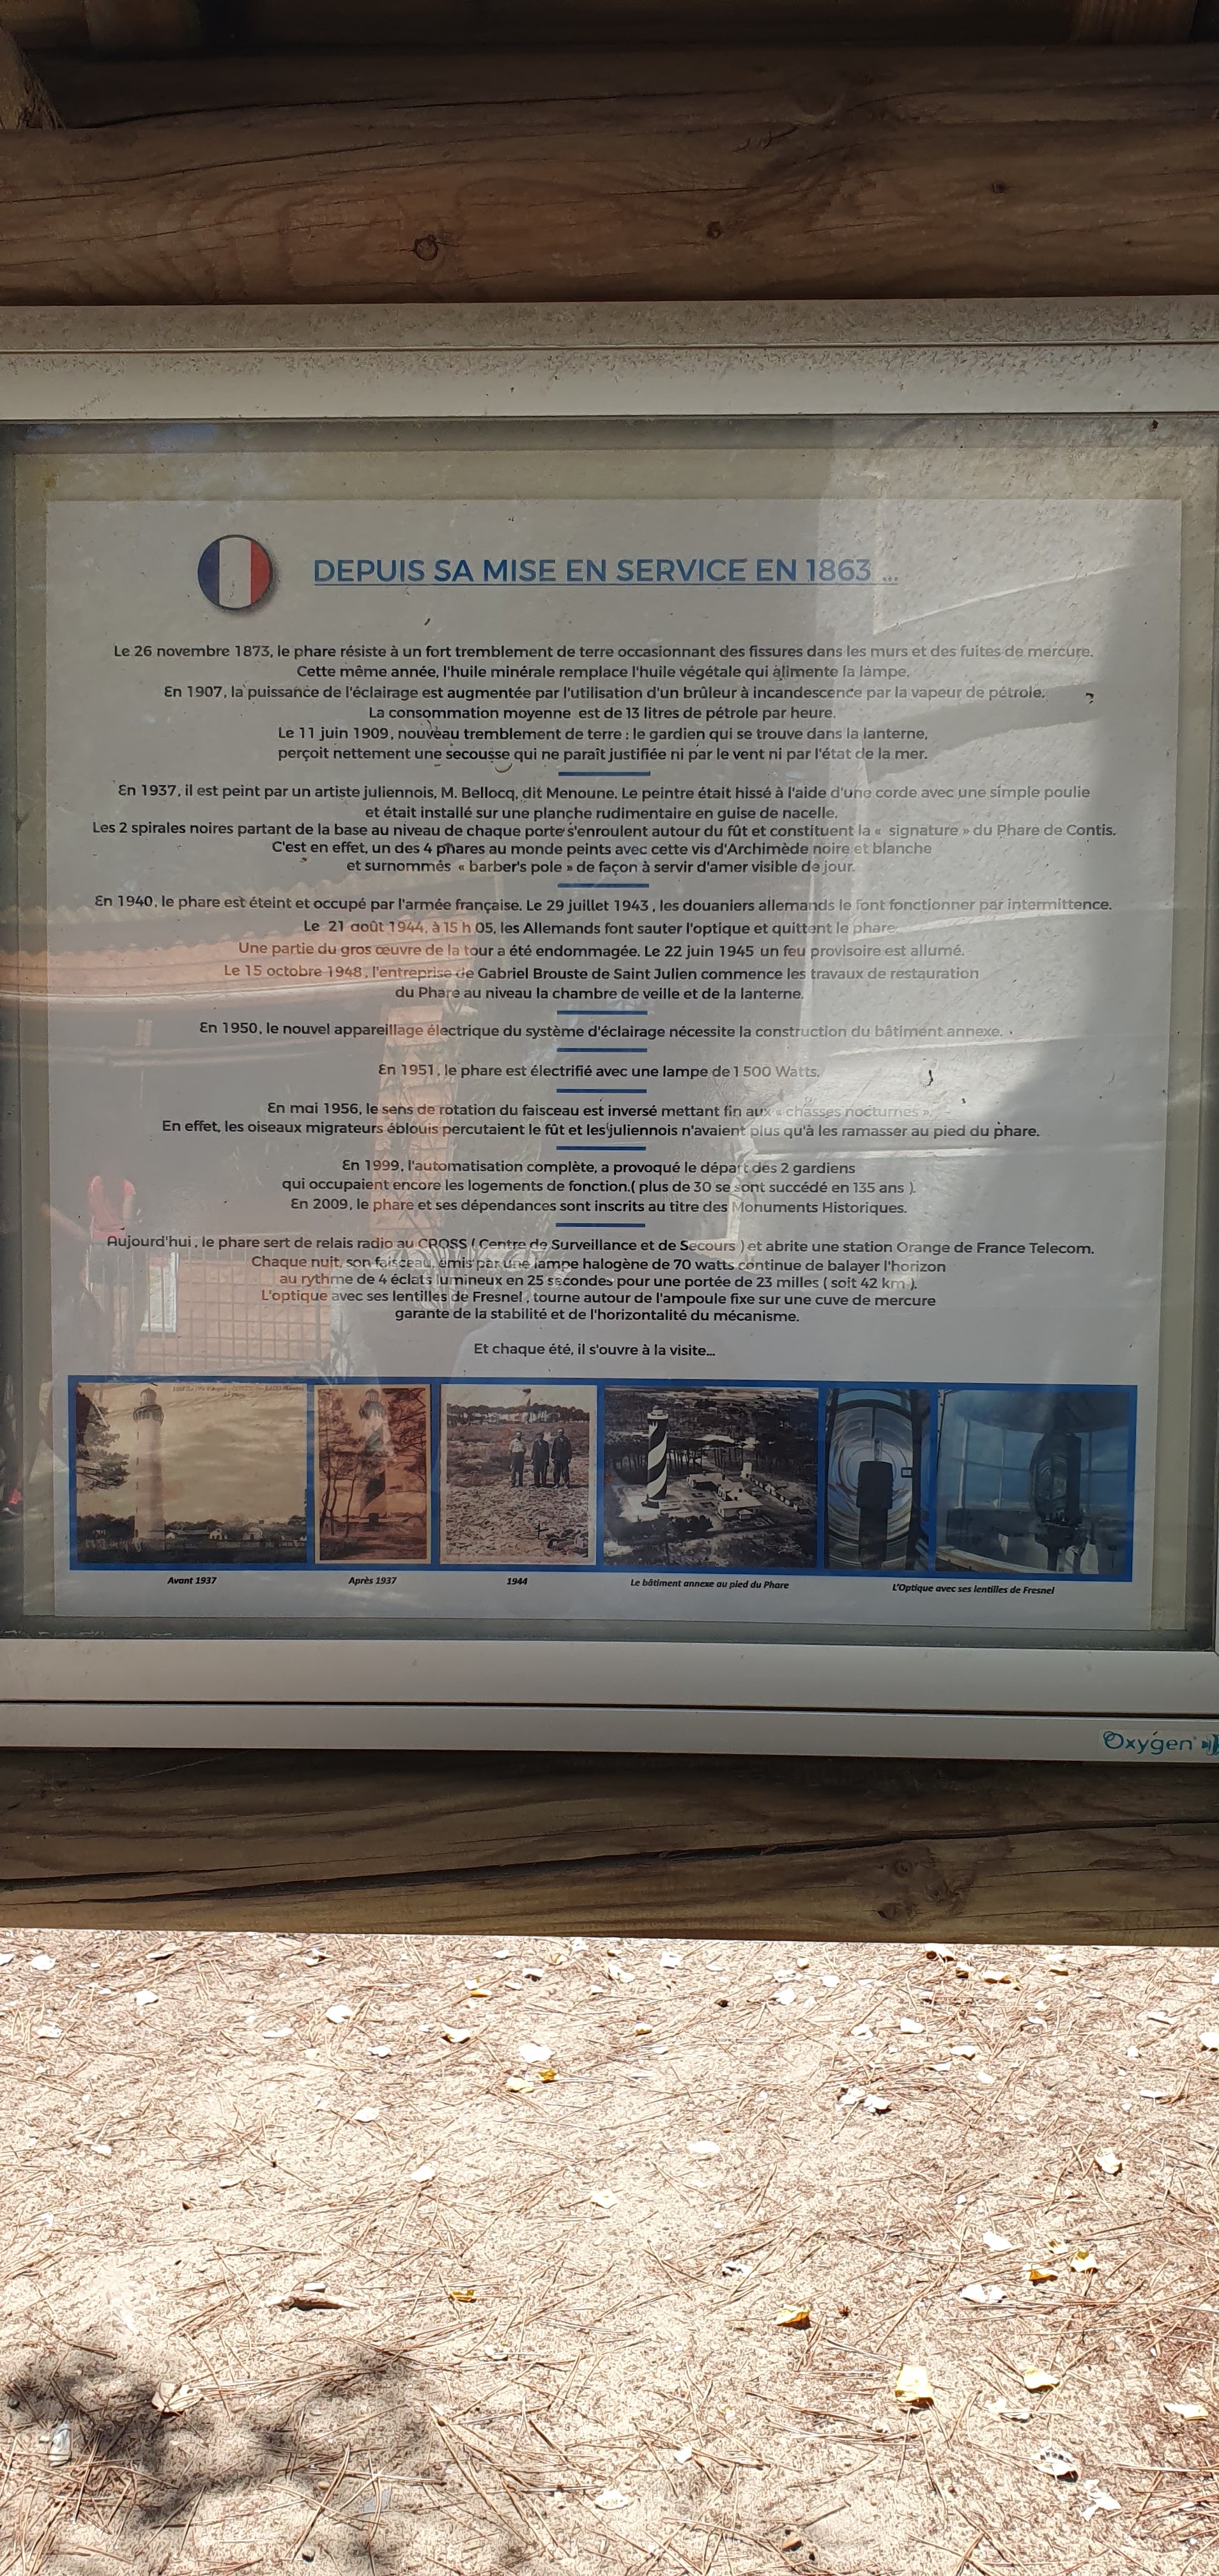 DEPUIS SA MISE EN SERVICE EN 1863 ...
Le 26 novembre 1873, le phare résiste à un fort tremblement de terre occasionnant des fissures dans les murs et des fuites de mercure.
Cette même année, l'huile minérale remplace l'huile végétale qui alimente la lampe.
En 1907, la puissance de l'éclairage est augmentée par l'utilisation d'un brûleur à incandescence par la vapeur de pétrole.
La consommation moyenne est de 13 litres de pétrole par heure.
Le 11 juin 1909, nouveau tremblement de terre : le gardien qui se trouve dans la lanterne,
perçoit nettement une secousse qui ne paraît justifiée ni par le vent ni par l'état de la mer.
En 1937, il est peint par un artiste juliennois, M. Bellocq, dit Menoune. Le peintre était hissé à l'aide d'une corde avec une simple poulie
et était installé sur une planche rudimentaire en guise de nacelle.
Les 2 spirales noires partant de la base au niveau de chaque porte s'enroulent autour du fût et constituent la « signature » du Phare de Contis.
C'est en effet, un des 4 phares au monde peints avec cette vis d'Archimède noire et blanche
et surnommés « barber's pole » de façon à servir d'amer visible de jour.
En 1940, le phare est éteint et occupé par l'armée française. Le 29 juillet 1943, les douaniers allemands le font fonctionner par intermittence.
Le 21 août 1944, à 15 h 05, les Allemands font sauter l'optique et quittent le phare.
Une partie du gros œuvre de la tour a été endommagée. Le 22 juin 1945 un feu provisoire est allumé.
Le 15 octobre 1948, l'entreprise de Gabriel Brouste de Saint Julien commence les travaux de restauration
du Phare au niveau la chambre de veille et de la lanterne.
En 1950, le nouvel appareillage électrique du système d'éclairage nécessite la construction du bâtiment annexe.
En 1951, le phare est électrifié avec une lampe de 1 500 Watts.
En mai 1956, le sens de rotation du faisceau est inversé mettant fin aux « chasses nocturnes ».
En effet, les oiseaux migrateurs éblouis percutaient le fût et les juliennois n'avaient plus qu'à les ramasser au pied du phare.
En 1999, l'automatisation complète, a provoqué le départ des 2 gardiens
qui occupaient encore les logements de fonction.( plus de 30 se sont succédé en 135 ans ).
En 2009, le phare et ses dépendances sont inscrits au titre des Monuments Historiques.
Aujourd'hui, le phare sert de relais radio au CROSS ( Centre de Surveillance et de Secours ) et abrite une station Orange de France Telecom.
Chaque nuit, son faisceau, émis par une lampe halogène de 70 watts continue de balayer l'horizon
au rythme de 4 éclats lumineux en 25 secondes pour une portée de 23 milles ( soit 42 km ).
L'optique avec ses lentilles de Fresnel, tourne autour de l'ampoule fixe sur une cuve de mercure
garante de la stabilité et de l'horizontalité du mécanisme.
Et chaque été, il s'ouvre à la visite...
Avant 1937
Après 1937
1944
Le bâtiment annexe au pied du Phare
L'Optique avec ses lentilles de Fresnel
Oxygen